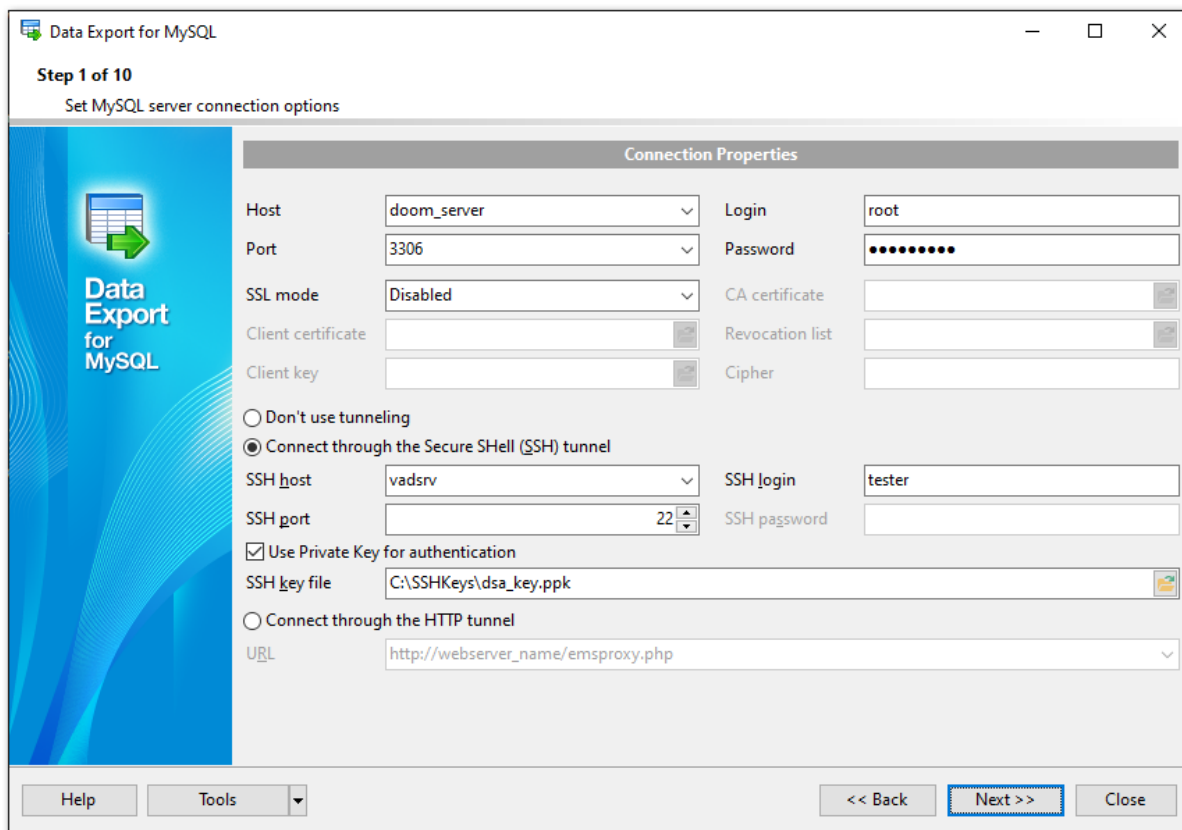 Data Export for MySQL
Step 1 of 10
Set MySQL server connection options
Data
Export
for
MySQL
Connection Properties
Host doom_server Login root
Port 3306 Password ●●●●●●●●●
SSL mode Disabled CA certificate
Client certificate Revocation list
Client key Cipher
Don't use tunneling
Connect through the Secure SHell (SSH) tunnel
SSH host vadsrv SSH login tester
SSH port 22 SSH password
Use Private Key for authentication
SSH key file C:\SSHKeys\dsa_key.ppk
Connect through the HTTP tunnel
URL http://webserver_name/emsproxy.php
Help Tools << Back Next >> Close